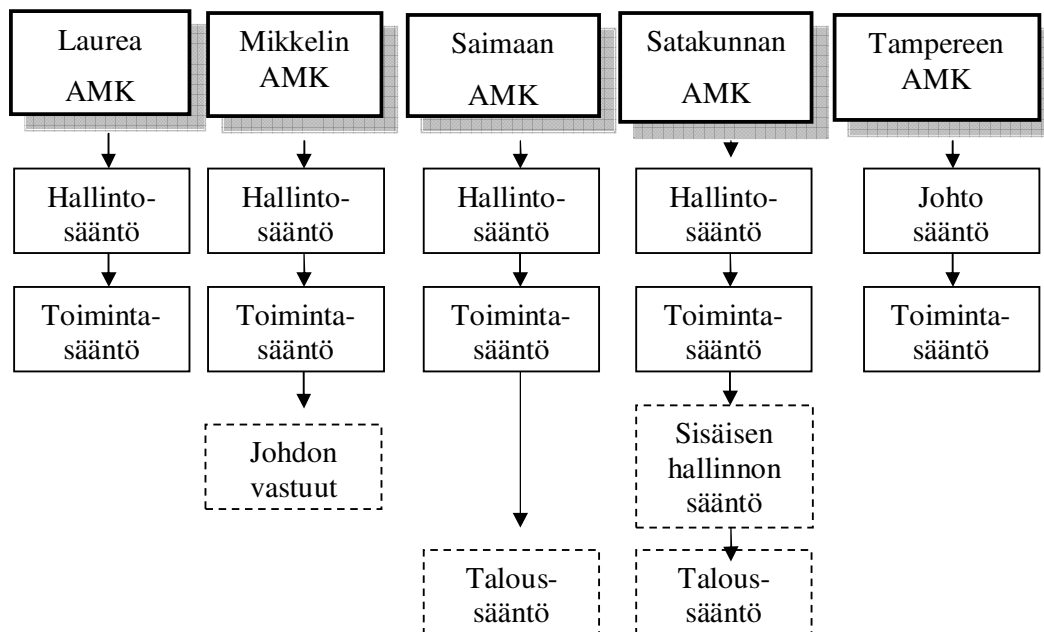 Laurea
AMK
Mikkelin
AMK
Saimaan
AMK
Satakunnan
AMK
Tampereen
AMK
Hallinto-
sääntö
Hallinto-
sääntö
Hallinto-
sääntö
Hallinto-
sääntö
Johto
sääntö
Toiminta-
sääntö
Toiminta-
sääntö
Toiminta-
sääntö
Toiminta-
sääntö
Toiminta-
sääntö
Johdon
vastuut
Sisäisen
hallinnon
sääntö
Talous-
sääntö
Talous-
sääntö